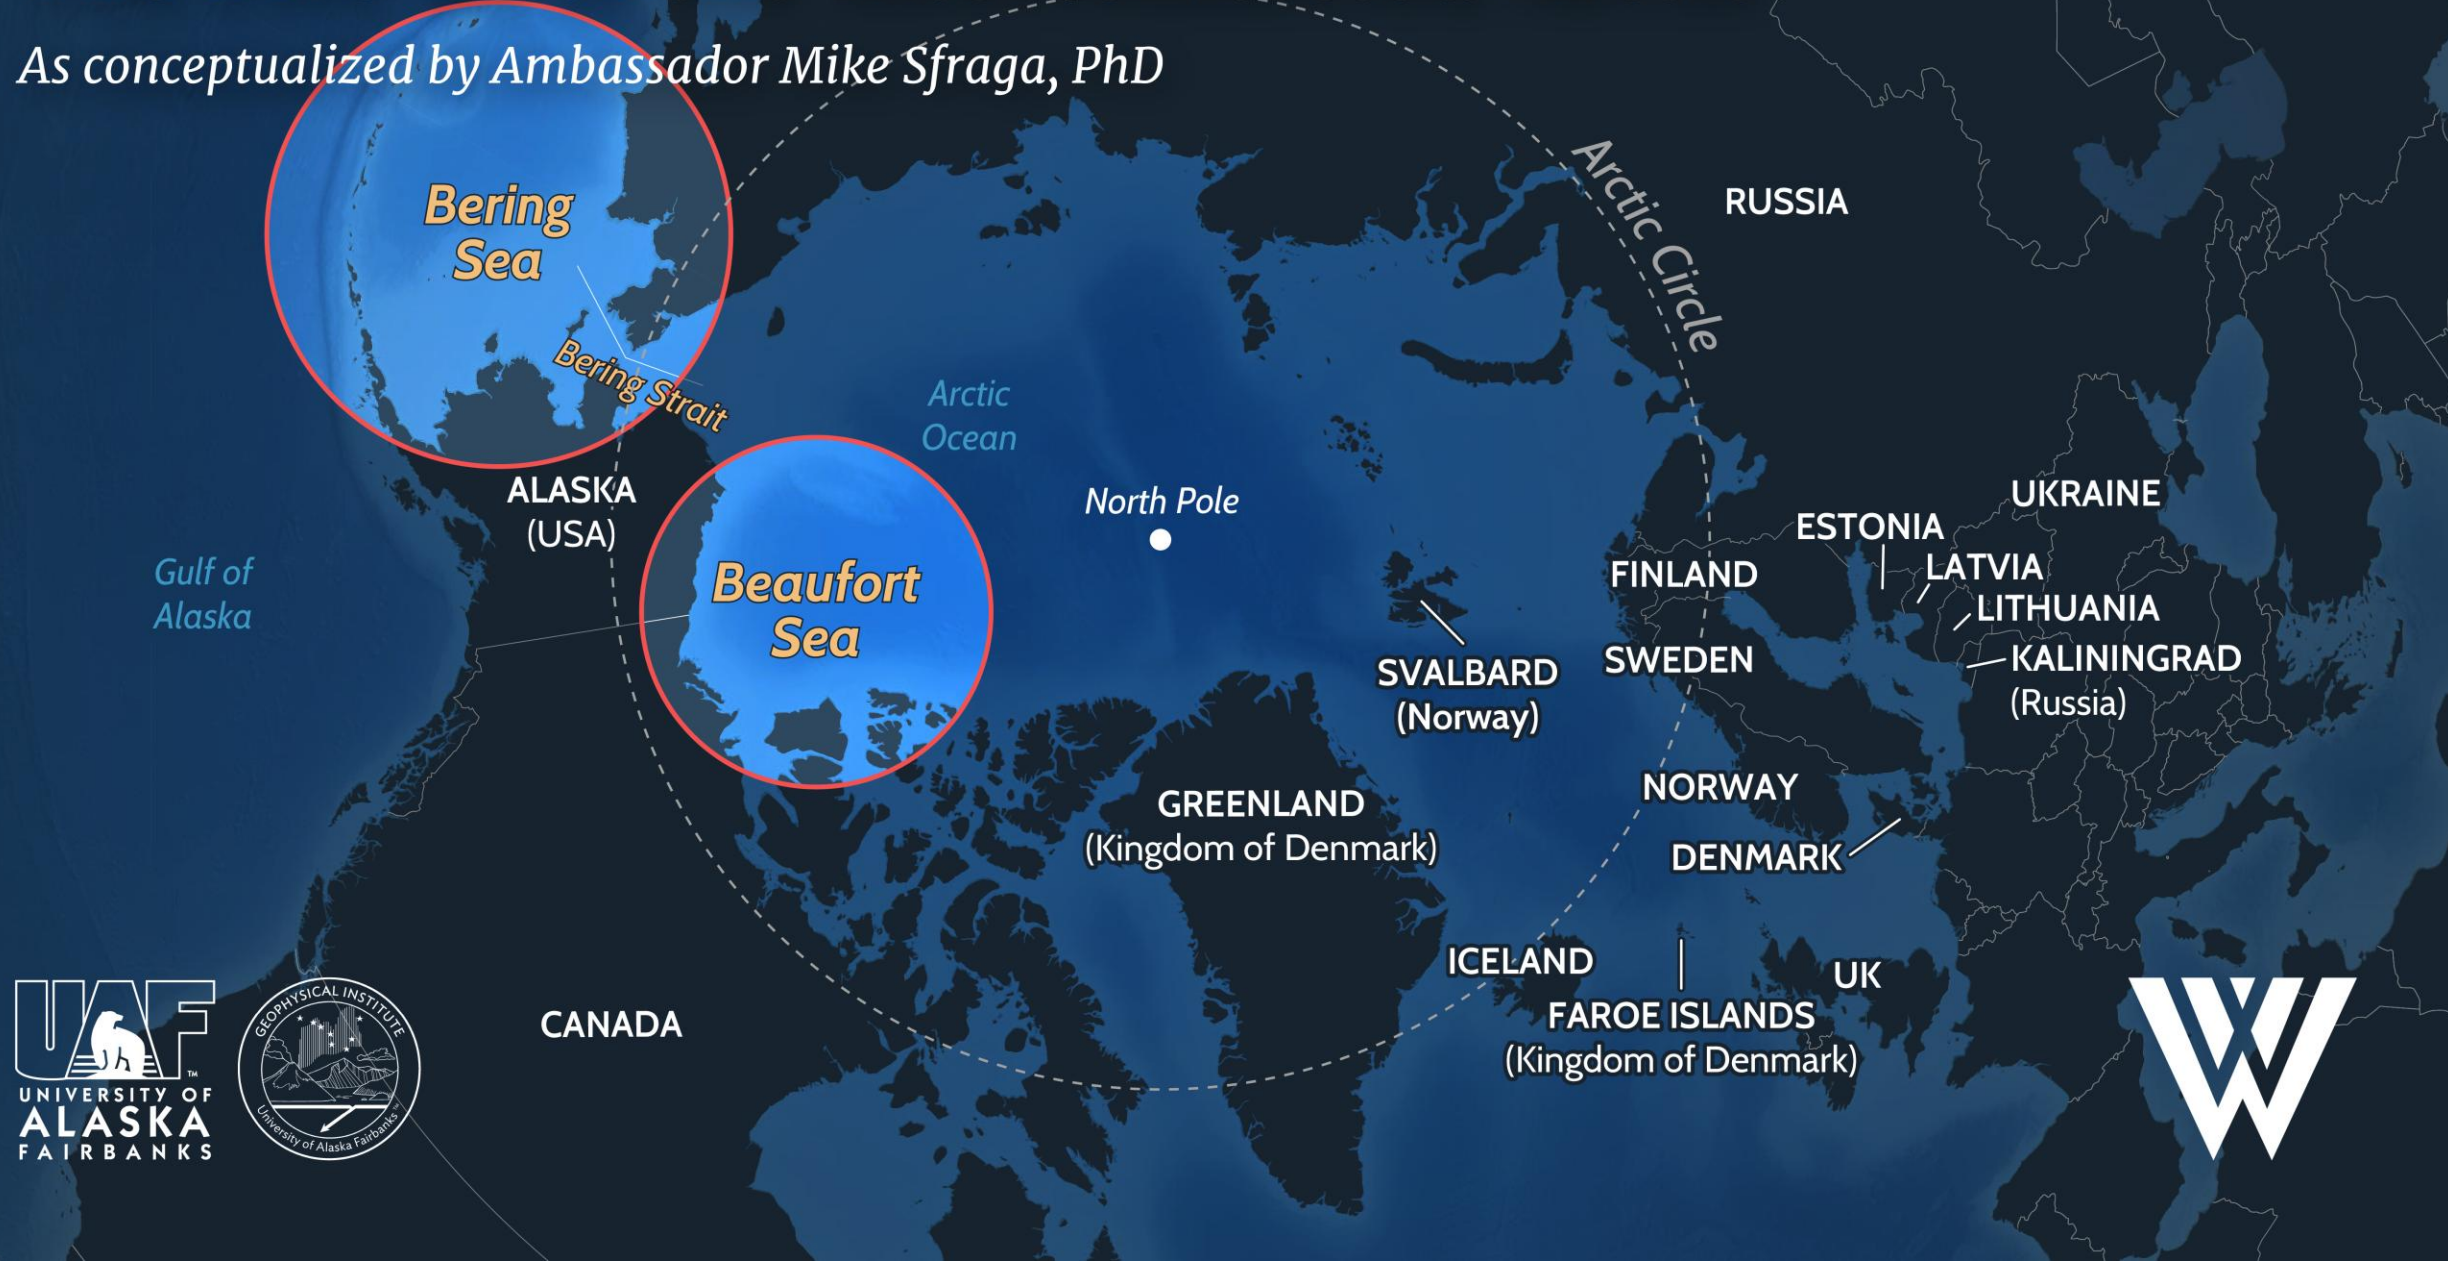 As conceptualized by Ambassador Mike Sfraga, PhD
Bering
Sea
Bering Strait
Arctic Circle
RUSSIA
Arctic
Ocean
North Pole
ALASKA
(USA)
Gulf of
Alaska
Beaufort
Sea
UKRAINE
ESTONIA
LATVIA
LITHUANIA
KALININGRAD
(Russia)
FINLAND
SWEDEN
SVALBARD
(Norway)
NORWAY
DENMARK
GREENLAND
(Kingdom of Denmark)
ICELAND
FAROE ISLANDS
(Kingdom of Denmark)
UK
CANADA
UAF
TM
UNIVERSITY OF
ALASKA
FAIRBANKS
GEOPHYSICAL INSTITUTE
University of Alaska Fairbanks™
W